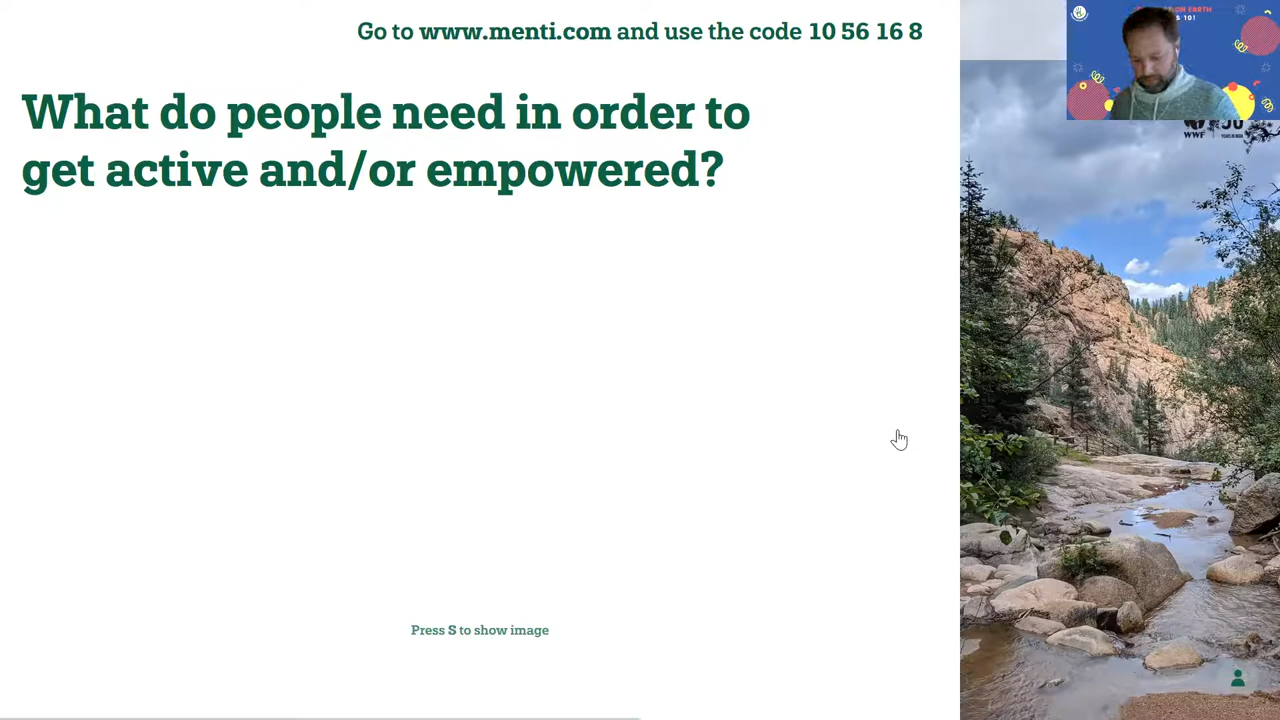 Go to www.menti.com and use the code 10 56 16 8
What do people need in order to
get active and/or empowered?
WWF
Press S to show image